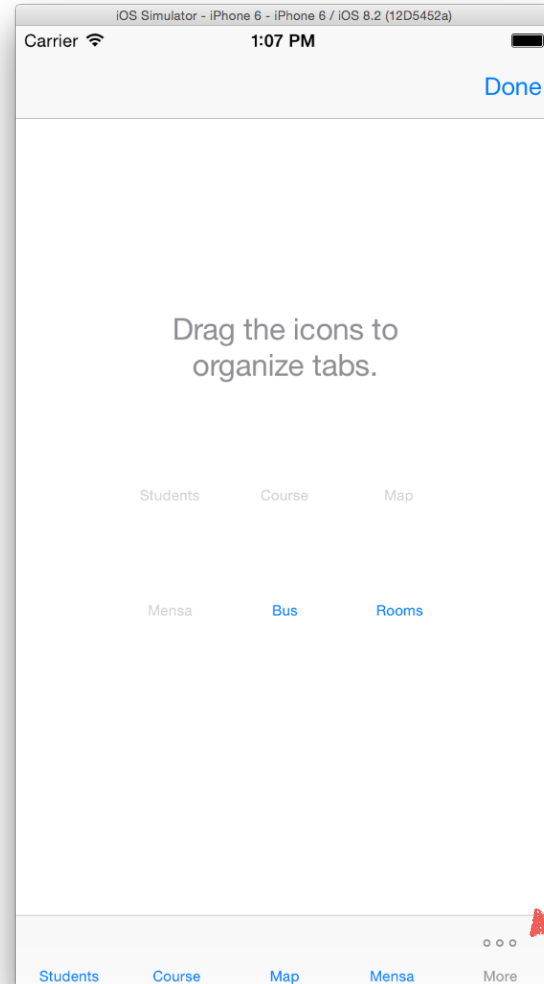 iOS Simulator - iPhone 6 - iPhone 6 / iOS 8.2 (12D5452a)
Carrier 1:07 PM
Done
Drag the icons to
organize tabs.
Students Course Map
Mensa Bus Rooms
Students Course Map Mensa More